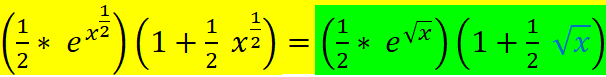 (1/2 * e^{x^{1/2}}) (1 + 1/2 x^{1/2}) = (1/2 * e^{√x}) (1 + 1/2 √x)